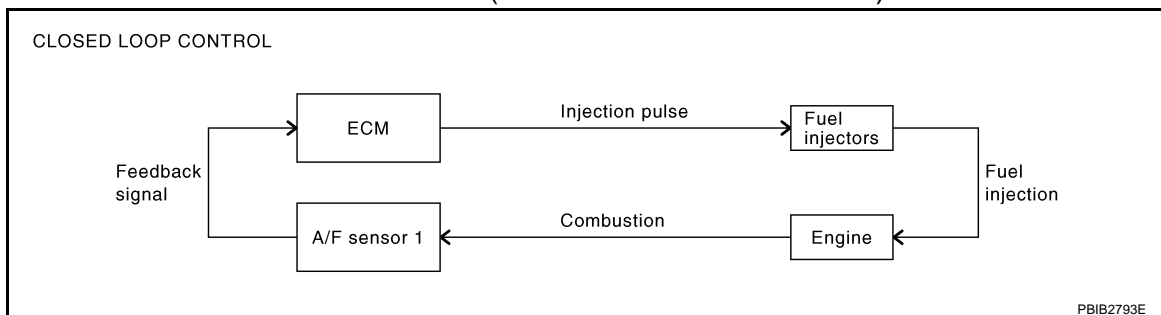 CLOSED LOOP CONTROL
ECM
Injection pulse
Fuel
injectors
Feedback
signal
Fuel
injection
A/F sensor 1
Combustion
Engine
PBIB2793E